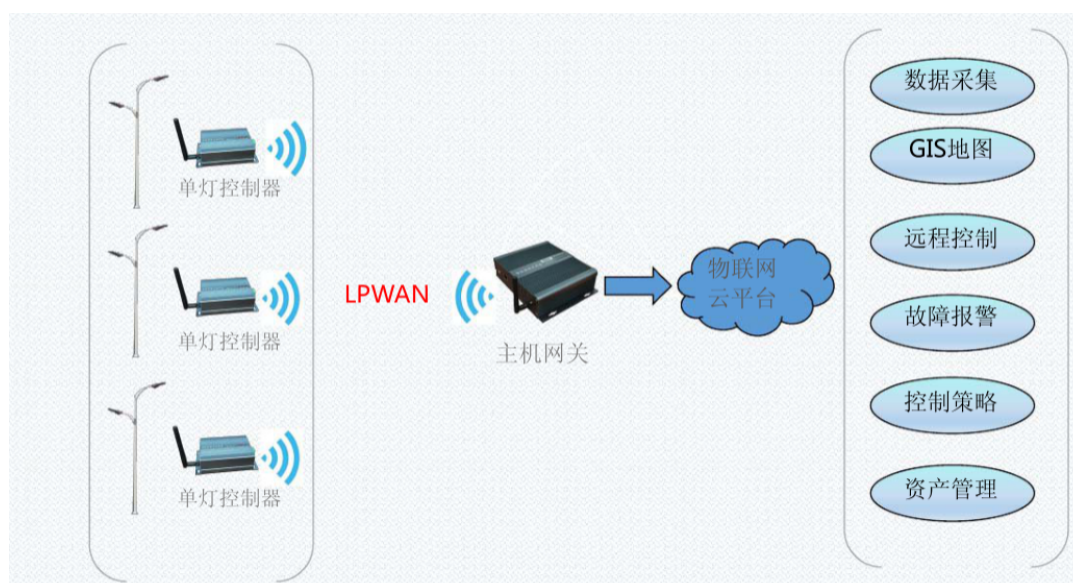 单灯控制器
单灯控制器
单灯控制器
LPWAN
主机网关
物联网
云平台
数据采集
GIS地图
远程控制
故障报警
控制策略
资产管理